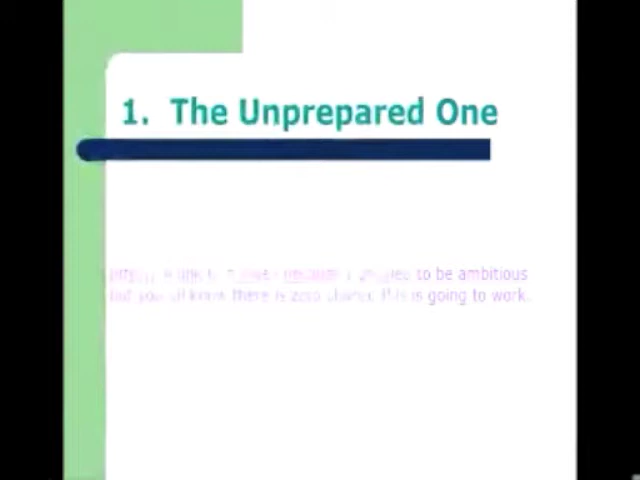 1. The Unprepared One
to be ambitious
but you all know there is zero chance this is going to work.